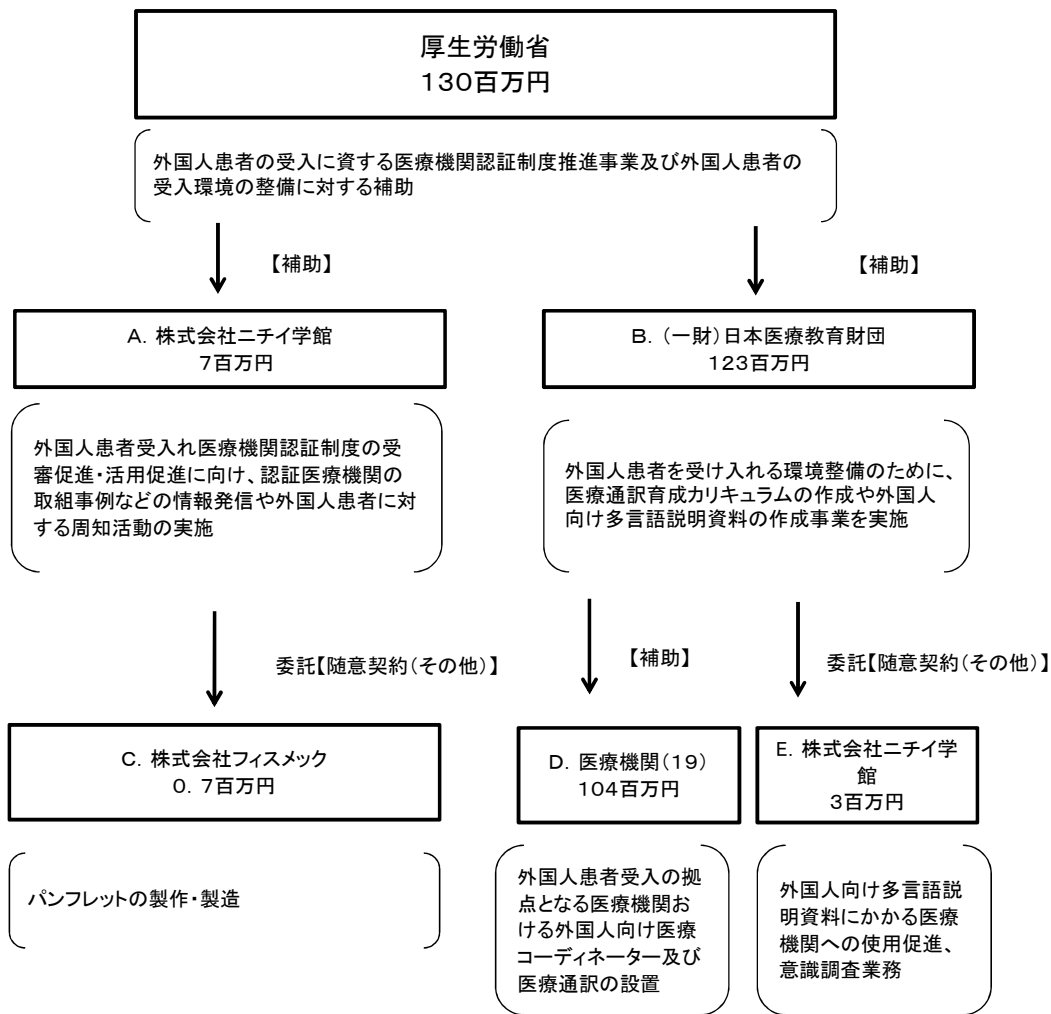 厚生労働省
130百万円
外国人患者の受入に資する医療機関認証制度推進事業及び外国人患者の
受入環境の整備に対する補助
【補助】
【補助】
A. 株式会社ニチイ学館
7百万円
B. (一財)日本医療教育財団
123百万円
外国人患者受入れ医療機関認証制度の受
審促進・活用促進に向け、認証医療機関の
取組事例などの情報発信や外国人患者に対
する周知活動の実施
外国人患者を受け入れる環境整備のために、
医療通訳育成カリキュラムの作成や外国人
向け多言語説明資料の作成事業を実施
委託【随意契約(その他)】
【補助】
委託【随意契約(その他)】
C. 株式会社フィスメック
0. 7百万円
D. 医療機関(19)
104百万円
E. 株式会社ニチイ学
館
3百万円
パンフレットの製作・製造
外国人患者受入の拠
点となる医療機関お
ける外国人向け医療
コーディネーター及び
医療通訳の設置
外国人向け多言語説
明資料にかかる医療
機関への使用促進、
意識調査業務